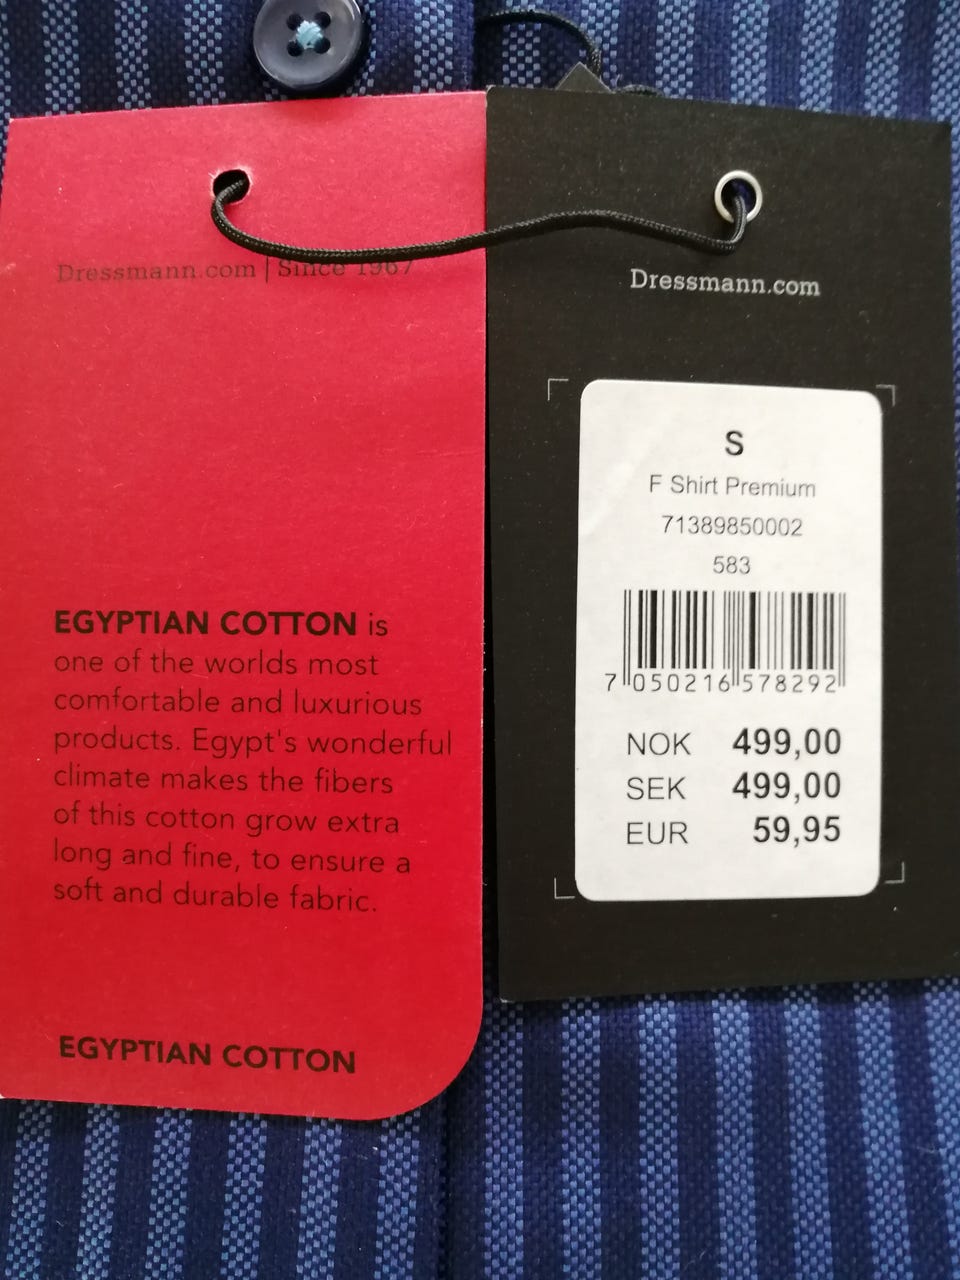 Dressmann.com | Since 1967
EGYPTIAN COTTON is
one of the worlds most
comfortable and luxurious
products. Egypt's wonderful
climate makes the fibers
of this cotton grow extra
long and fine, to ensure a
soft and durable fabric.
EGYPTIAN COTTON
Dressmann.com
S
F Shirt Premium
71389850002
583
7 050216 578292
NOK 499,00
SEK 499,00
EUR 59,95